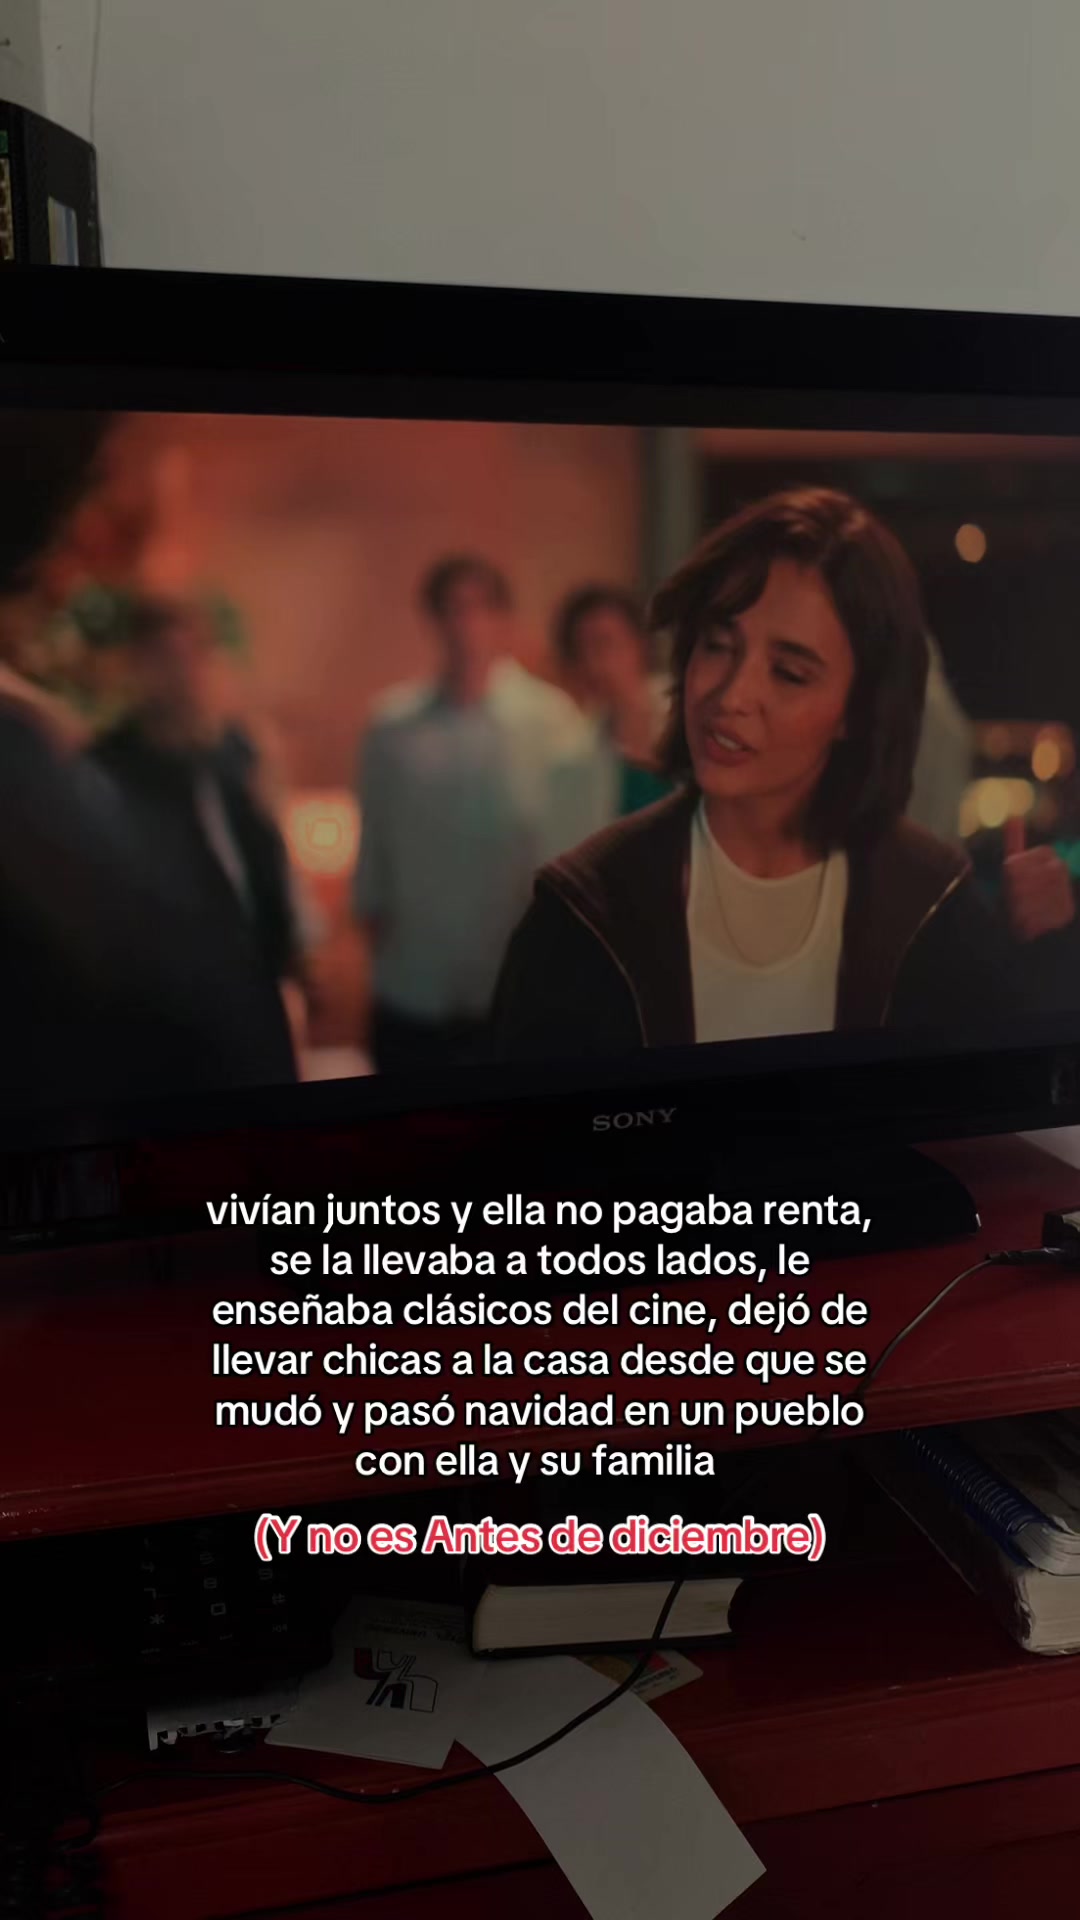 SONY
vivían juntos y ella no pagaba renta,
se la llevaba a todos lados, le
enseñaba clásicos del cine, dejó de
llevar chicas a la casa desde que se
mudó y pasó navidad en un pueblo
con ella y su familia
(Y no es Antes de diciembre)